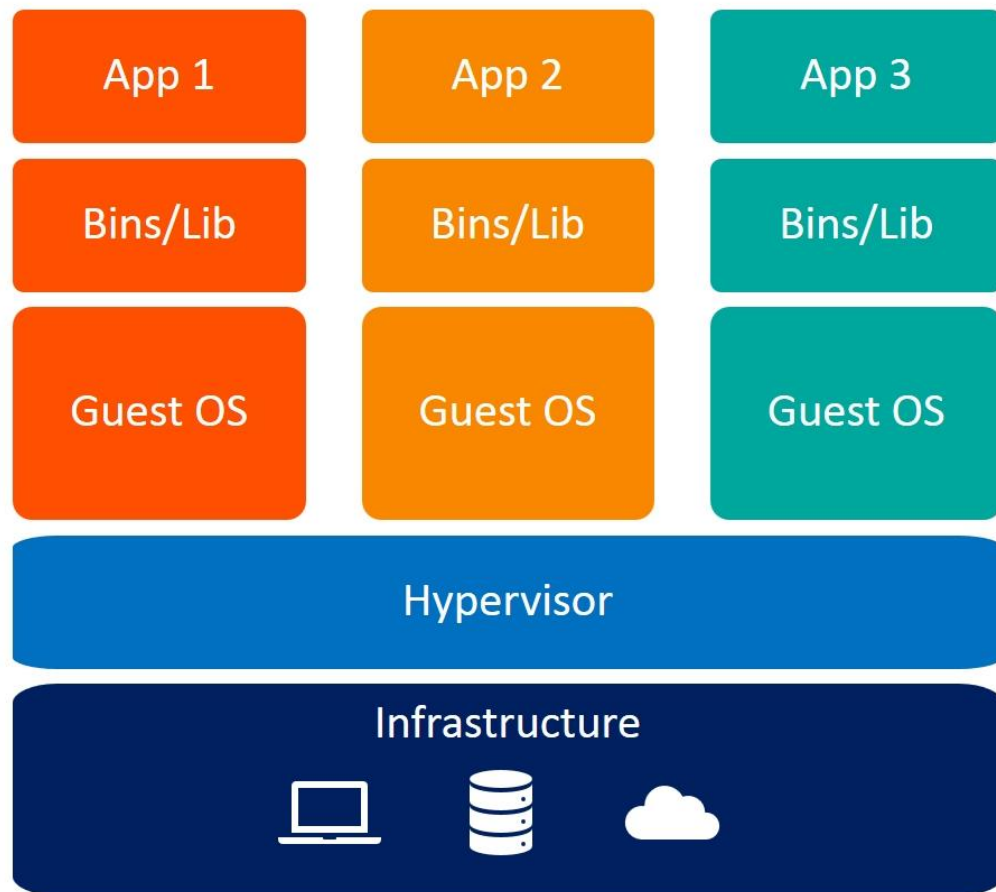 App 1
App 2
App 3
Bins/Lib
Bins/Lib
Bins/Lib
Guest OS
Guest OS
Guest OS
Hypervisor
Infrastructure